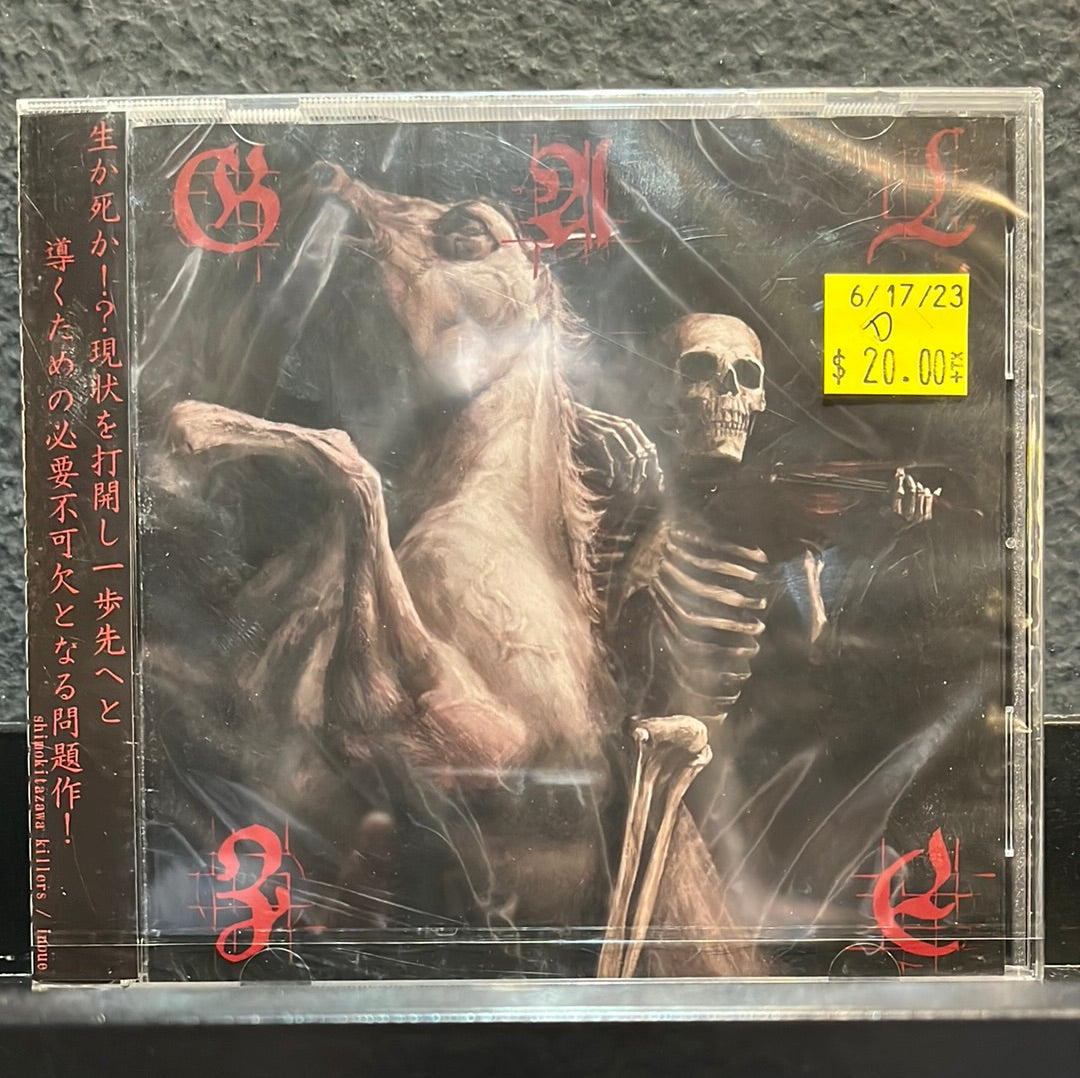 生か死か！？現状を打開し一歩先へと
導くための必要不可欠となる問題作！
shimokitazawa killers / inoue
G A L
Z E
6/17/23
D
$ 20.00 +TX